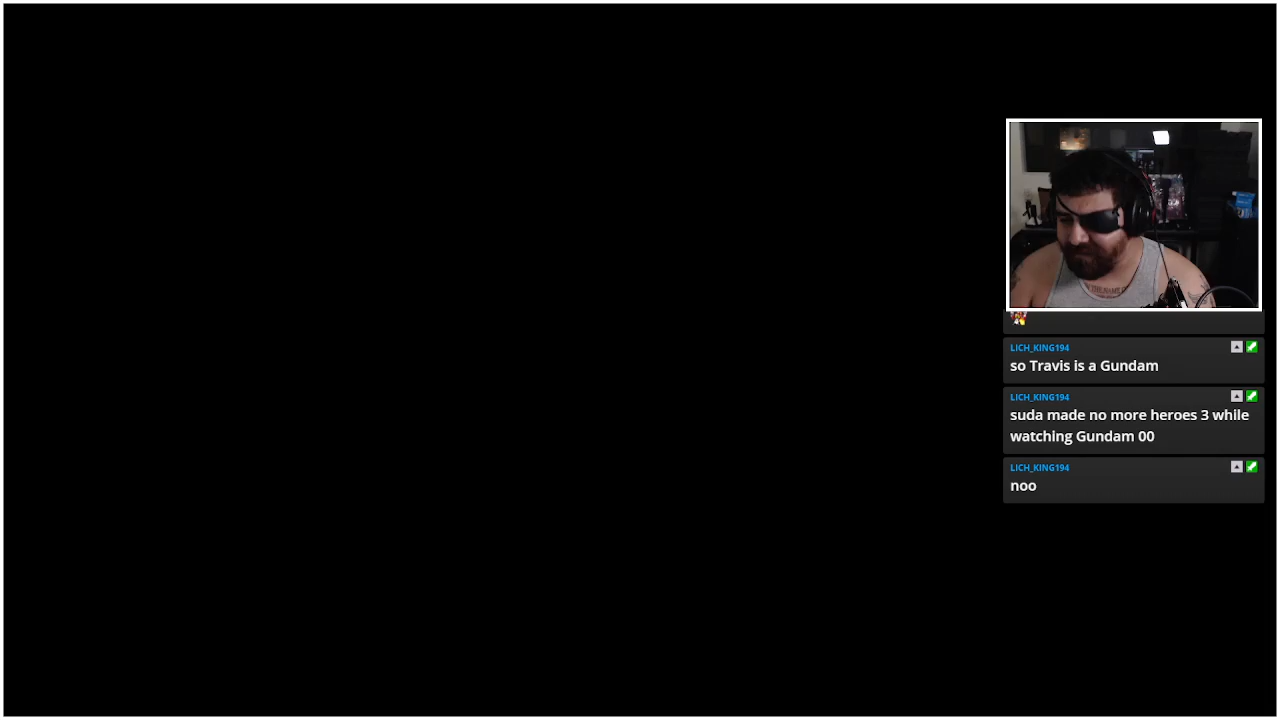 LICH_KING194
so Travis is a Gundam
LICH_KING194
suda made no more heroes 3 while
watching Gundam 00
LICH_KING194
noo